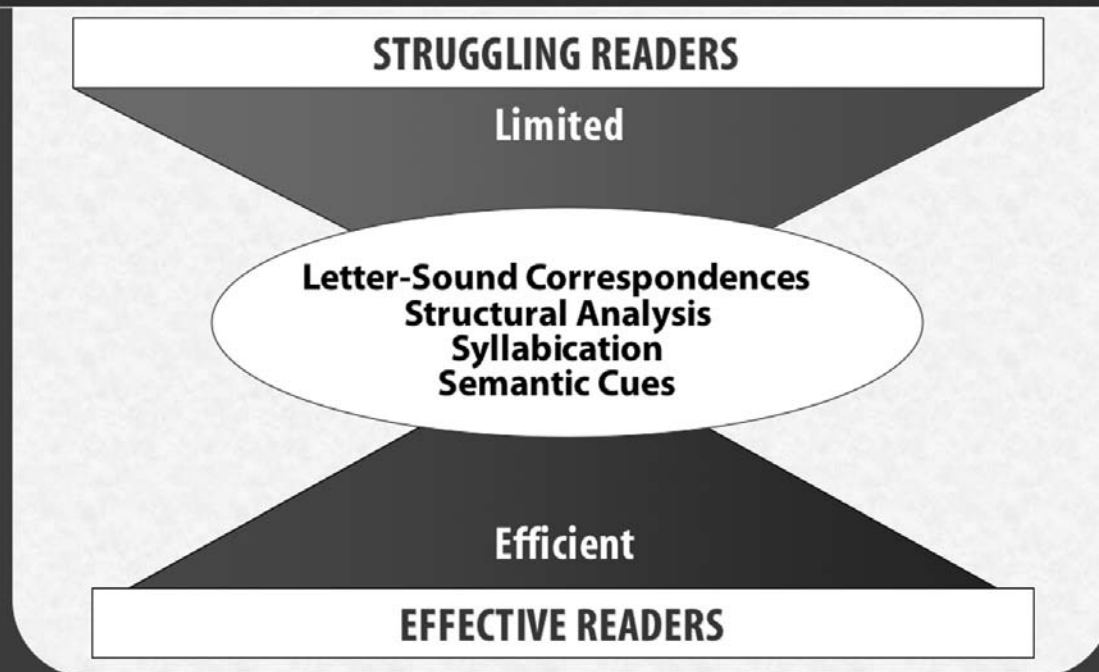 STRUGGLING READERS
Limited
Letter-Sound Correspondences
Structural Analysis
Syllabication
Semantic Cues
Efficient
EFFECTIVE READERS